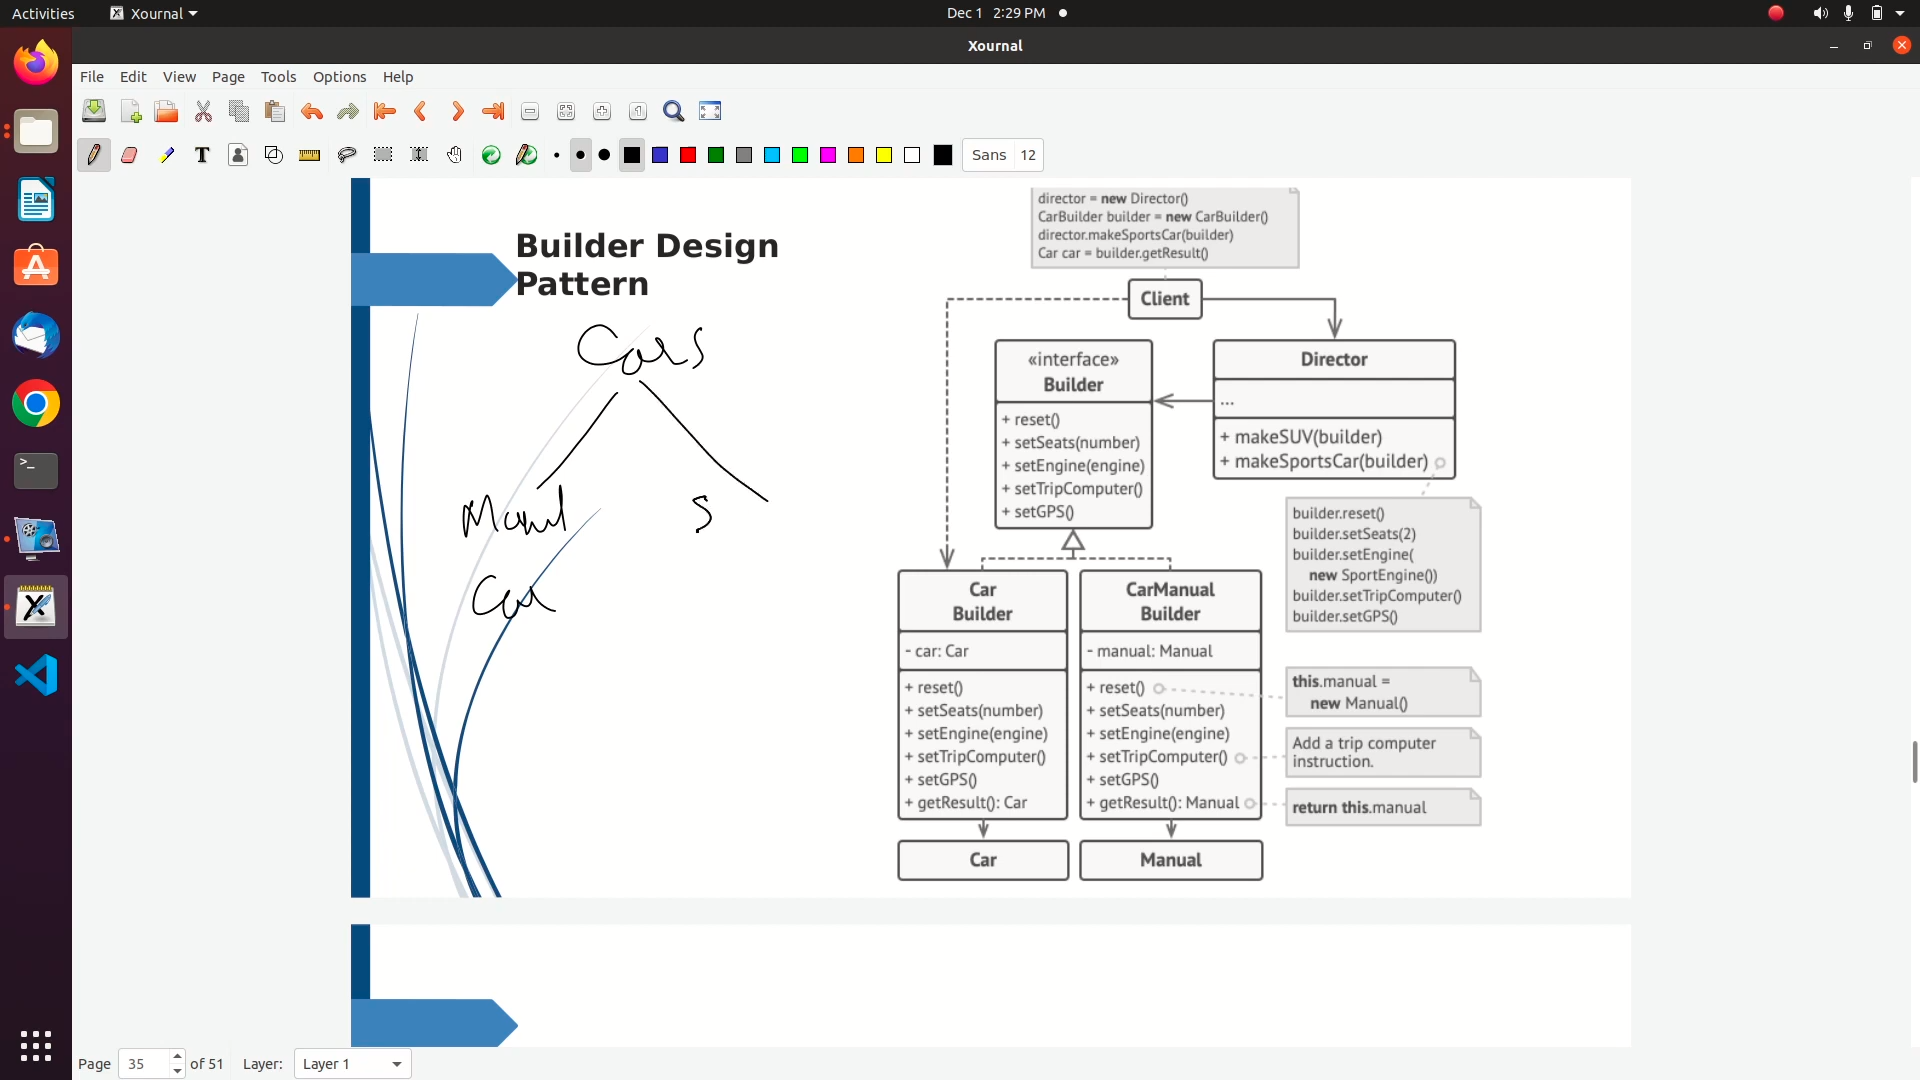 Activities
Xournal
Dec 1 2:29 PM
Xournal
File Edit View Page Tools Options Help
Sans 12
Builder Design
Pattern
Cars
S
Car
director = new Director()
CarBuilder builder = new CarBuilder()
director.makeSportsCar(builder)
Car car = builder.getResult()
Client
«interface»
Builder
+ reset()
+ setSeats(number)
+ setEngine(engine)
+ setTripComputer()
+ setGPS()
Director
...
+ makeSUV(builder)
+ makeSportsCar(builder)
builder.reset()
builder.setSeats(2)
builder.setEngine(
new SportEngine())
builder.setTripComputer()
builder.setGPS()
Car
Builder
- car: Car
+ reset()
+ setSeats(number)
+ setEngine(engine)
+ setTripComputer()
+ setGPS()
+ getResult(): Car
Car
CarManual
Builder
- manual: Manual
+ reset()
+ setSeats(number)
+ setEngine(engine)
+ setTripComputer()
+ setGPS()
+ getResult(): Manual
Manual
this.manual =
new Manual()
Add a trip computer
instruction.
return this.manual
Page 35 of 51 Layer: Layer 1